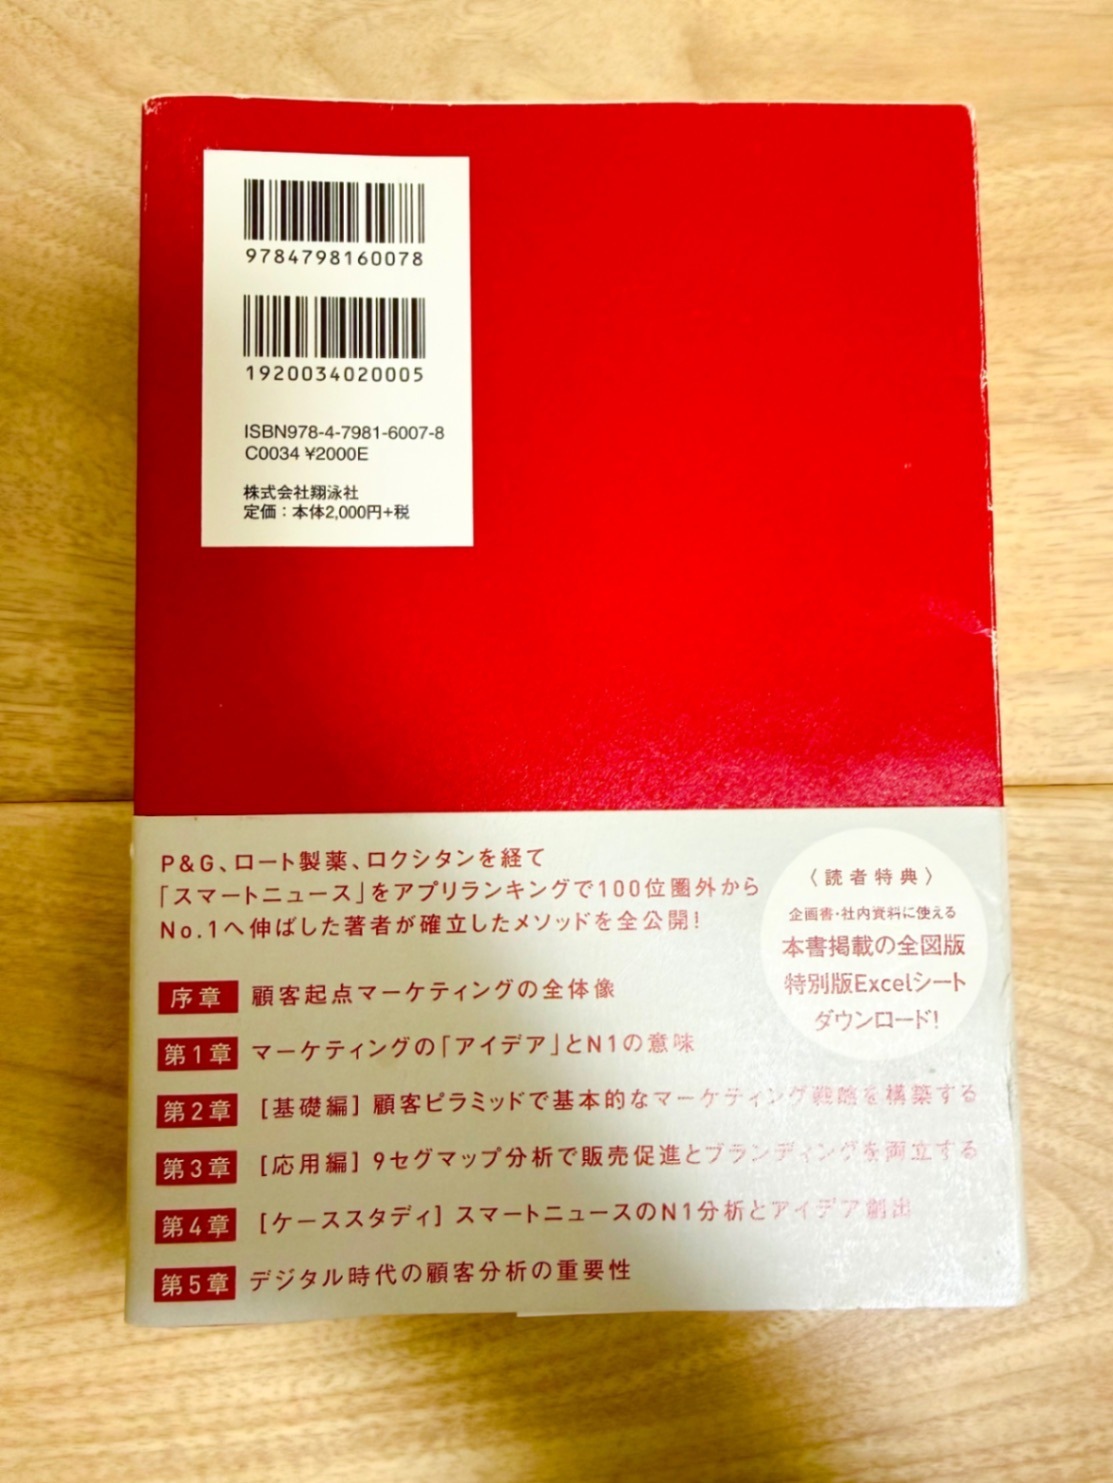 9784798160078
1920034020005
ISBN978-4-7981-6007-8
C0034 ¥2000E
株式会社翔泳社
定価：本体2,000円+税
P&G、ロート製薬、ロクシタンを経て
「スマートニュース」をアプリランキングで100位圏外から
No.1へ伸ばした著者が確立したメソッドを全公開！
〈読者特典〉
企画書・社内資料に使える
本書掲載の全図版
特別版Excelシート
ダウンロード！
序章 顧客起点マーケティングの全体像
第1章 マーケティングの「アイデア」とN1の意味
第2章 [基礎編] 顧客ピラミッドで基本的なマーケティング戦略を構築する
第3章 [応用編] 9セグマップ分析で販売促進とブランディングを両立する
第4章 [ケーススタディ] スマートニュースのN1分析とアイデア創出
第5章 デジタル時代の顧客分析の重要性